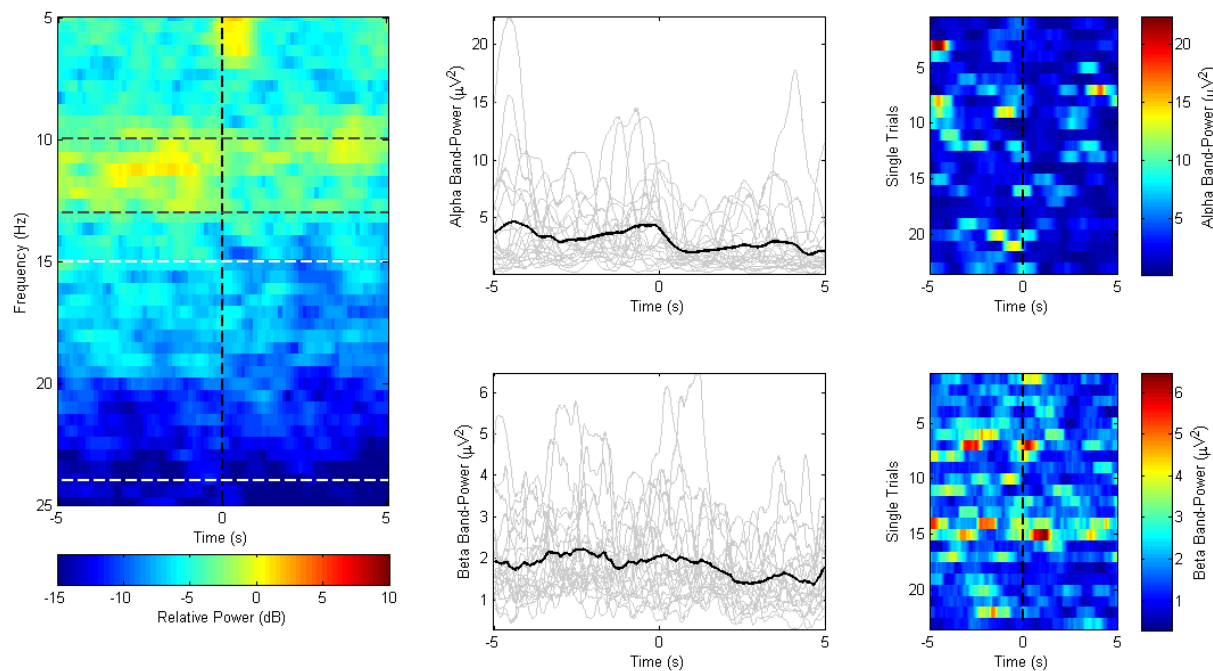 5
10
15
20
25
Frequency (Hz)
-5 0 5
Time (s)
-15 -10 -5 0 5 10
Relative Power (dB)
20
15
10
5
Alpha Band-Power (μV²)
-5 0 5
Time (s)
5
10
15
20
Single Trials
-5 0 5
Time (s)
20
15
10
5
Alpha Band-Power (μV²)
6
5
4
3
2
1
Beta Band-Power (μV²)
-5 0 5
Time (s)
5
10
15
20
Single Trials
-5 0 5
Time (s)
6
5
4
3
2
1
Beta Band-Power (μV²)